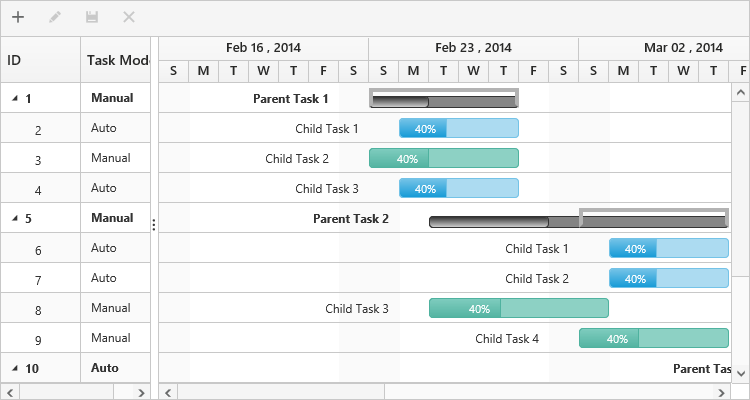 ID Task Mode Feb 16 , 2014 Feb 23 , 2014 Mar 02 , 2014
S M T W T F S S M T W T F S S M T W T F
1 Manual Parent Task 1
2 Auto Child Task 1 40%
3 Manual Child Task 2 40%
4 Auto Child Task 3 40%
5 Manual Parent Task 2
6 Auto Child Task 1 40%
7 Auto Child Task 2 40%
8 Manual Child Task 3 40%
9 Manual Child Task 4 40%
10 Auto Parent Tas